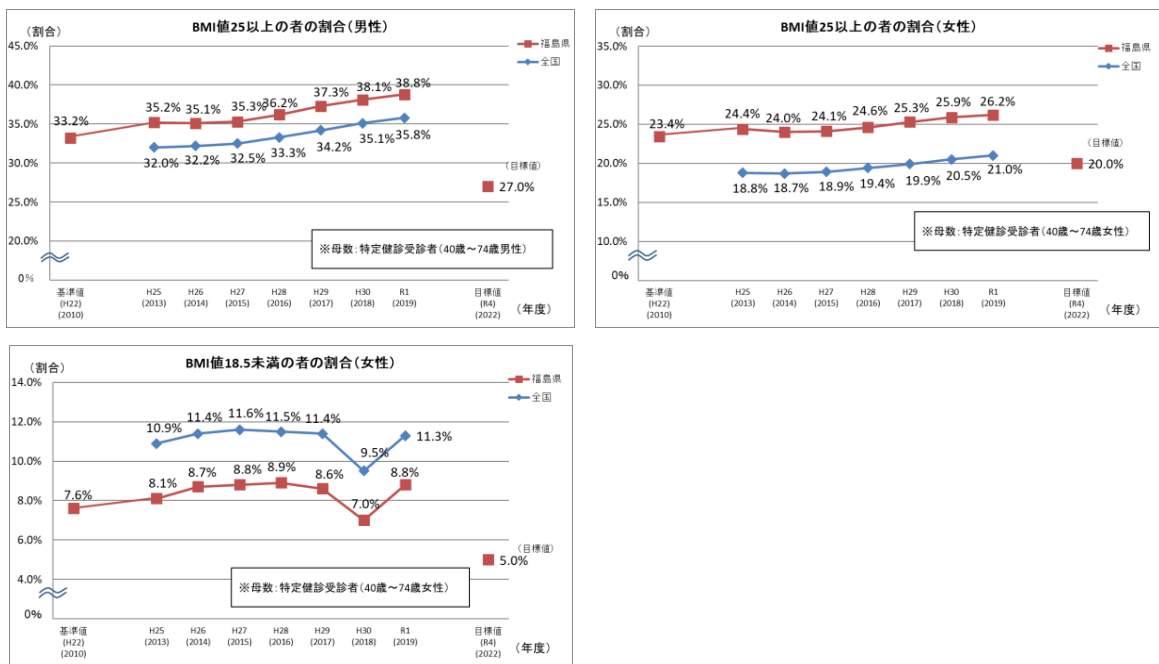 BMI値25以上の者の割合(男性)
(割合)
福島県
全国
45.0%
40.0%
35.0%
30.0%
25.0%
20.0%
0%
33.2%
35.2%
35.1%
35.3%
36.2%
37.3%
38.1%
38.8%
32.0%
32.2%
32.5%
33.3%
34.2%
35.1%
35.8%
(目標値)
27.0%
※母数:特定健診受診者(40歳~74歳男性)
基準値
(H22)
(2010)
H25
(2013)
H26
(2014)
H27
(2015)
H28
(2016)
H29
(2017)
H30
(2018)
R1
(2019)
目標値
(R4)
(2022)
(年度)
BMI値25以上の者の割合(女性)
(割合)
福島県
全国
35.0%
30.0%
25.0%
20.0%
15.0%
10.0%
0%
23.4%
24.4%
24.0%
24.1%
24.6%
25.3%
25.9%
26.2%
18.8%
18.7%
18.9%
19.4%
19.9%
20.5%
21.0%
(目標値)
20.0%
※母数:特定健診受診者(40歳~74歳女性)
基準値
(H22)
(2010)
H25
(2013)
H26
(2014)
H27
(2015)
H28
(2016)
H29
(2017)
H30
(2018)
R1
(2019)
目標値
(R4)
(2022)
(年度)
BMI値18.5未満の者の割合(女性)
(割合)
福島県
全国
14.0%
12.0%
10.0%
8.0%
6.0%
4.0%
0%
10.9%
11.4%
11.6%
11.5%
11.4%
9.5%
11.3%
7.6%
8.1%
8.7%
8.8%
8.9%
8.6%
7.0%
8.8%
(目標値)
5.0%
※母数:特定健診受診者(40歳~74歳女性)
基準値
(H22)
(2010)
H25
(2013)
H26
(2014)
H27
(2015)
H28
(2016)
H29
(2017)
H30
(2018)
R1
(2019)
目標値
(R4)
(2022)
(年度)